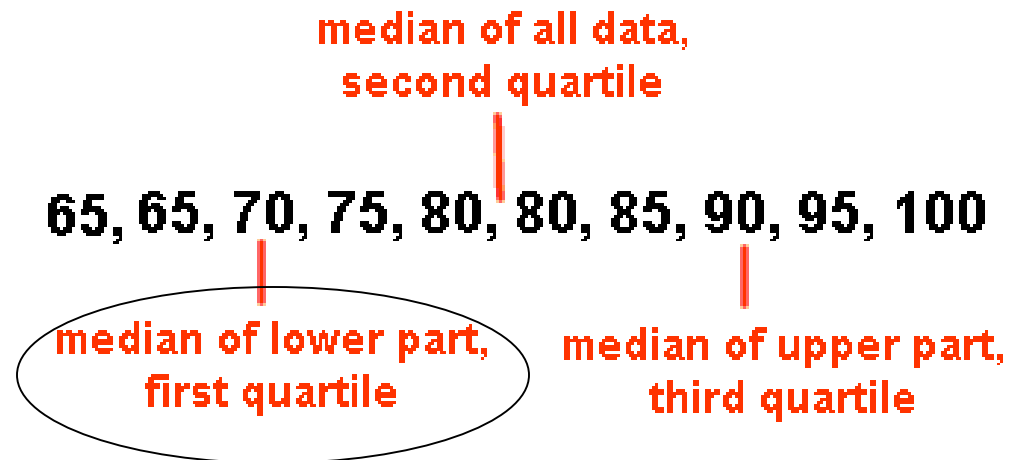 median of all data,
second quartile
65, 65, 70, 75, 80, 80, 85, 90, 95, 100
median of lower part,
first quartile
median of upper part,
third quartile